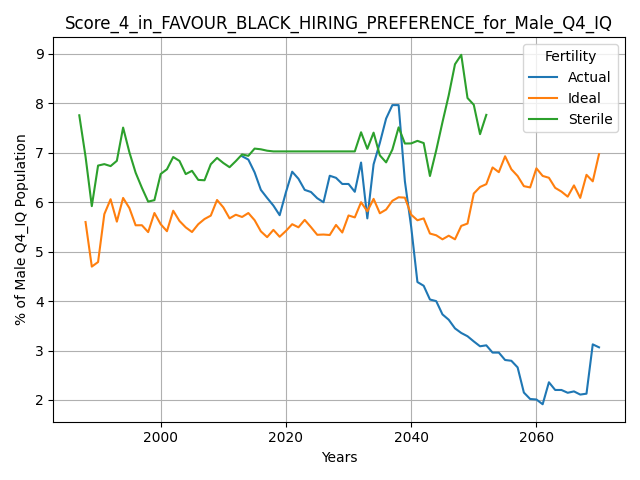 Score_4_in_FAVOUR_BLACK_HIRING_PREFERENCE_for_Male_Q4_IQ
Fertility
Actual
Ideal
Sterile
% of Male Q4_IQ Population
9
8
7
6
5
4
3
2
2000 2020 2040 2060
Years